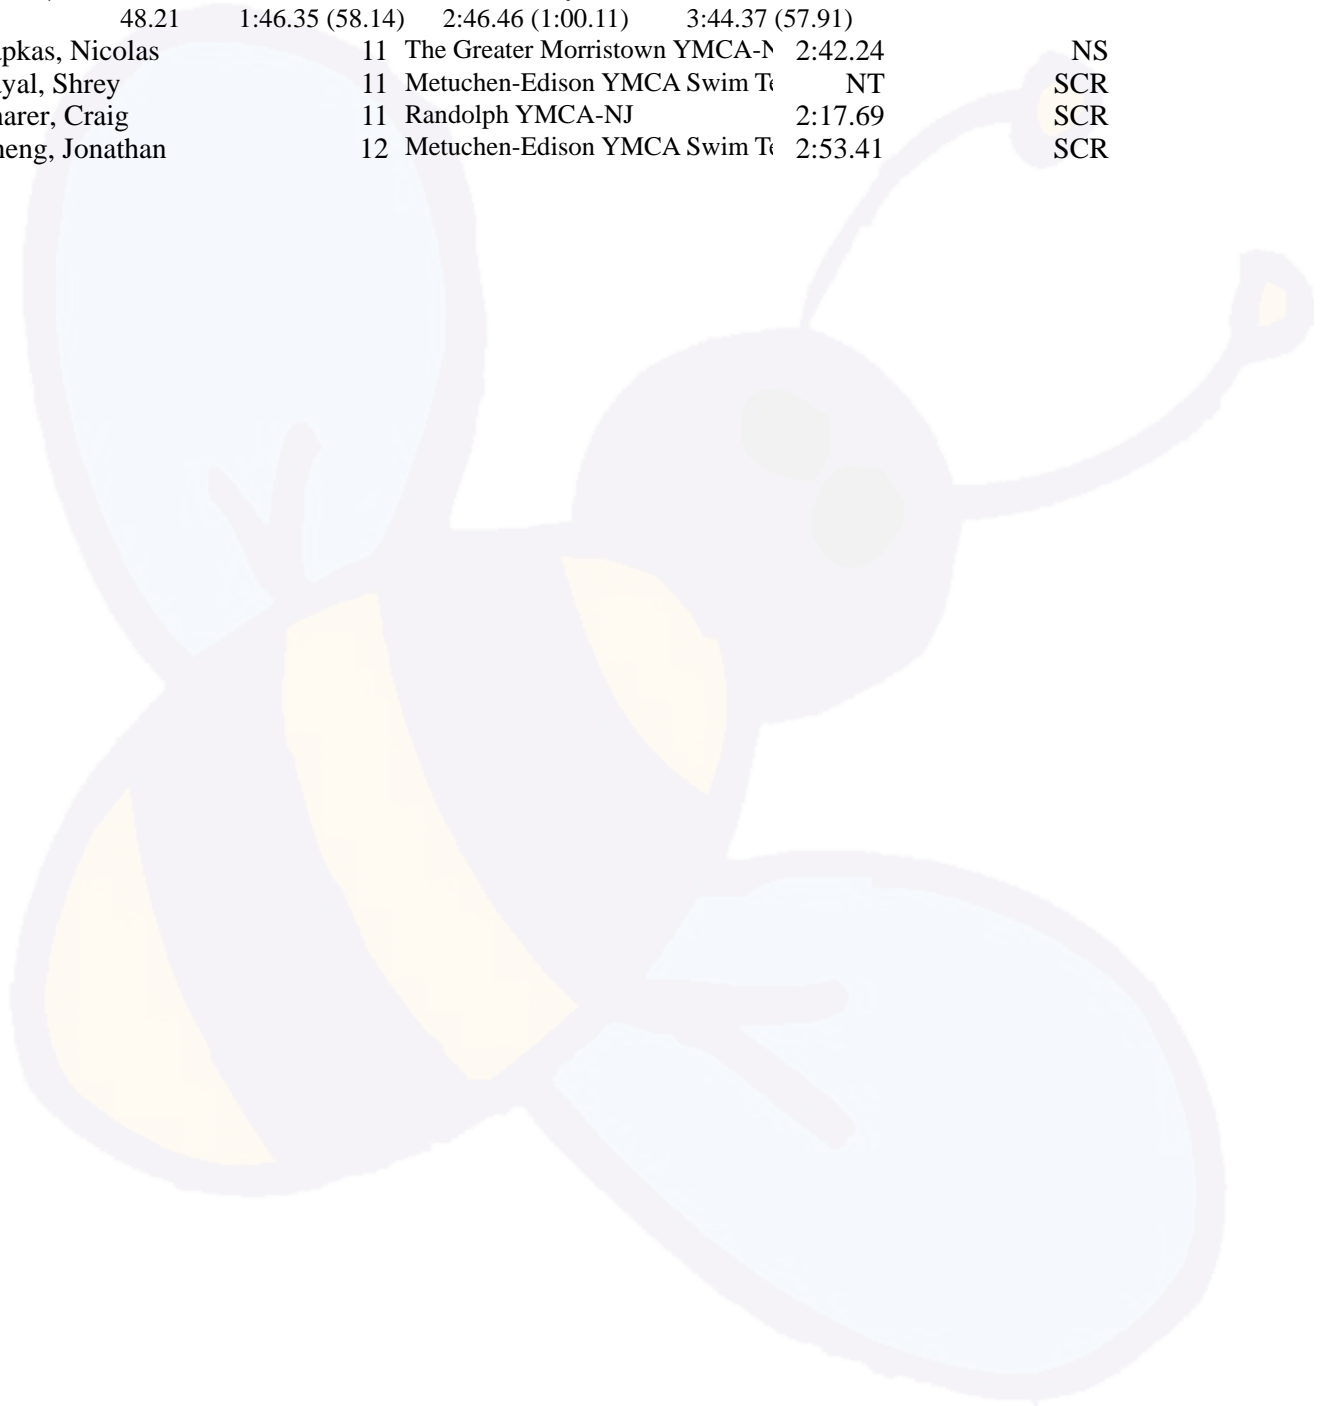 48.21 1:46.35 (58.14) 2:46.46 (1:00.11) 3:44.37 (57.91)
apkas, Nicolas 11 The Greater Morristown YMCA-N 2:42.24 NS
yal, Shrey 11 Metuchen-Edison YMCA Swim Te NT SCR
harer, Craig 11 Randolph YMCA-NJ 2:17.69 SCR
heng, Jonathan 12 Metuchen-Edison YMCA Swim Te 2:53.41 SCR